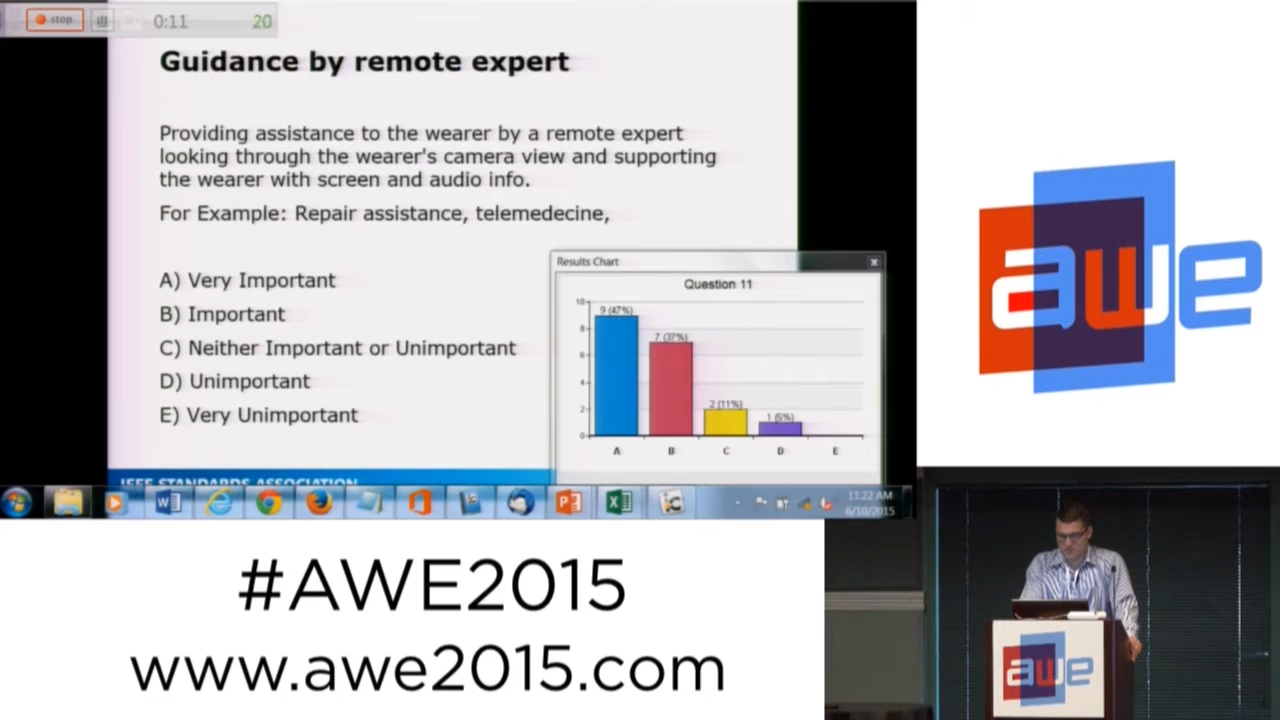 stop
0:11
20
Guidance by remote expert
Providing assistance to the wearer by a remote expert
looking through the wearer's camera view and supporting
the wearer with screen and audio info.
For Example: Repair assistance, telemedecine,
A) Very Important
B) Important
C) Neither Important or Unimportant
D) Unimportant
E) Very Unimportant
Results Chart
Question 11
10
8
6
4
2
0
9 (47%)
7 (37%)
2 (11%)
1 (5%)
A B C D E
IEEE STANDARDS ASSOCIATION
11:22 AM
6/10/2015
awe
#AWE2015
www.awe2015.com
awe